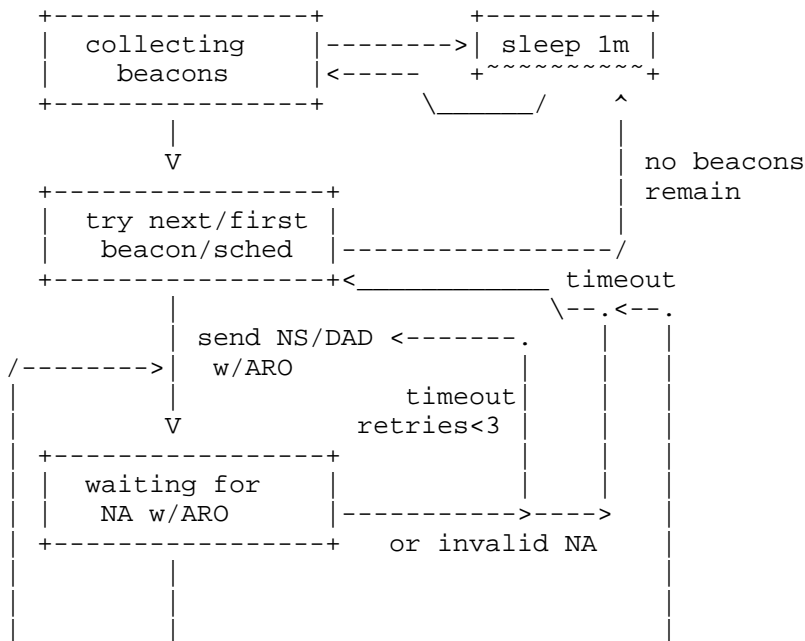 collecting
beacons
sleep 1m
V
no beacons
remain
try next/first
beacon/sched
timeout
send NS/DAD
w/ARO
timeout
V
retries<3
waiting for
NA w/ARO
or invalid NA